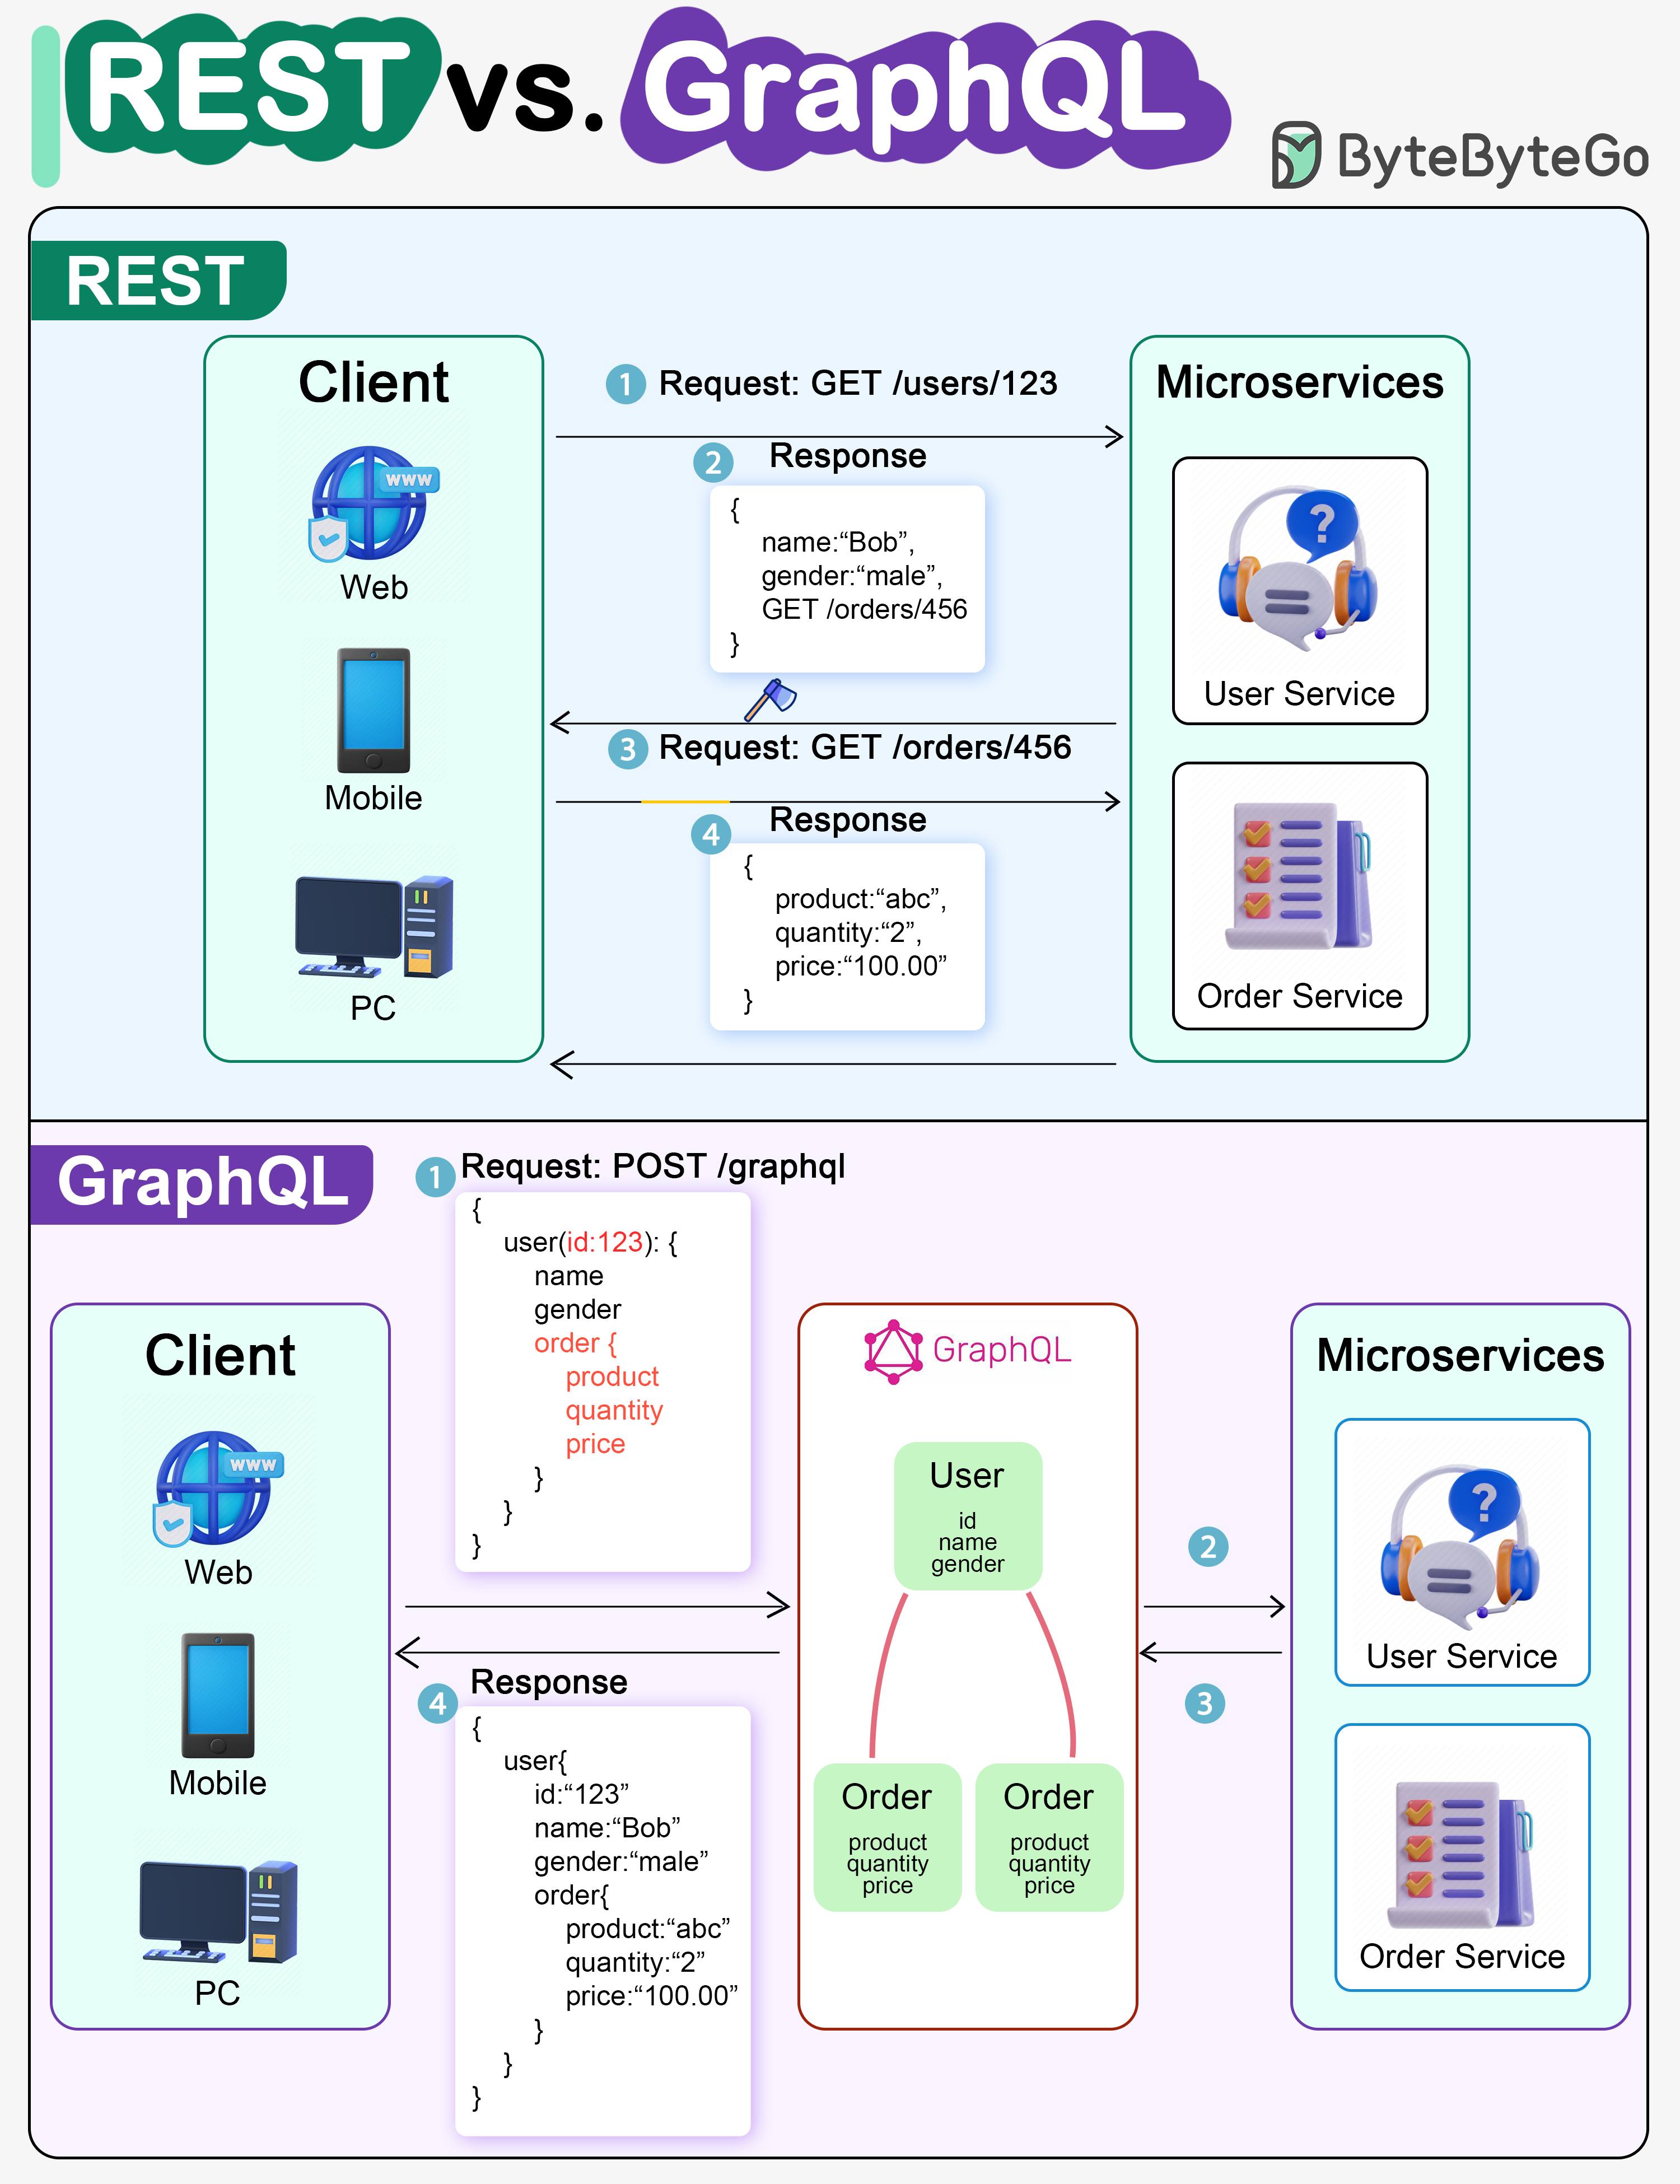 REST vs. GraphQL
ByteByteGo
REST
Client
www
Web
Mobile
PC
1 Request: GET /users/123
2 Response
{
name:“Bob”,
gender:“male”,
GET /orders/456
}
3 Request: GET /orders/456
4 Response
{
product:“abc”,
quantity:“2”,
price:“100.00”
}
Microservices
?
User Service
Order Service
GraphQL
1 Request: POST /graphql
{
user(id:123): {
name
gender
order {
product
quantity
price
}
}
}
Client
www
Web
Mobile
PC
4 Response
{
user{
id:“123”
name:“Bob”
gender:“male”
order{
product:“abc”
quantity:“2”
price:“100.00”
}
}
}
GraphQL
User
id
name
gender
Order
product
quantity
price
Order
product
quantity
price
2
3
Microservices
?
User Service
Order Service